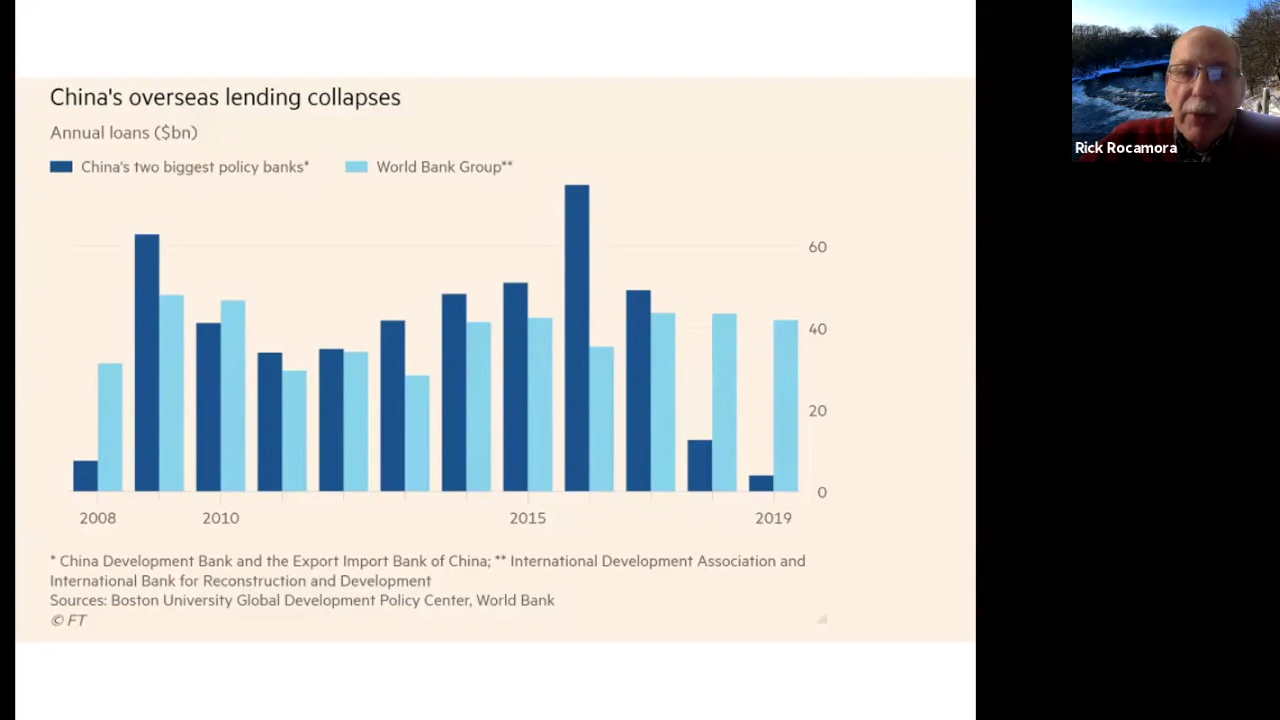 China's overseas lending collapses
Annual loans ($bn)
China's two biggest policy banks* World Bank Group**
60
40
20
0
2008 2010 2015 2019
* China Development Bank and the Export Import Bank of China; ** International Development Association and
International Bank for Reconstruction and Development
Sources: Boston University Global Development Policy Center, World Bank
© FT
Rick Rocamora